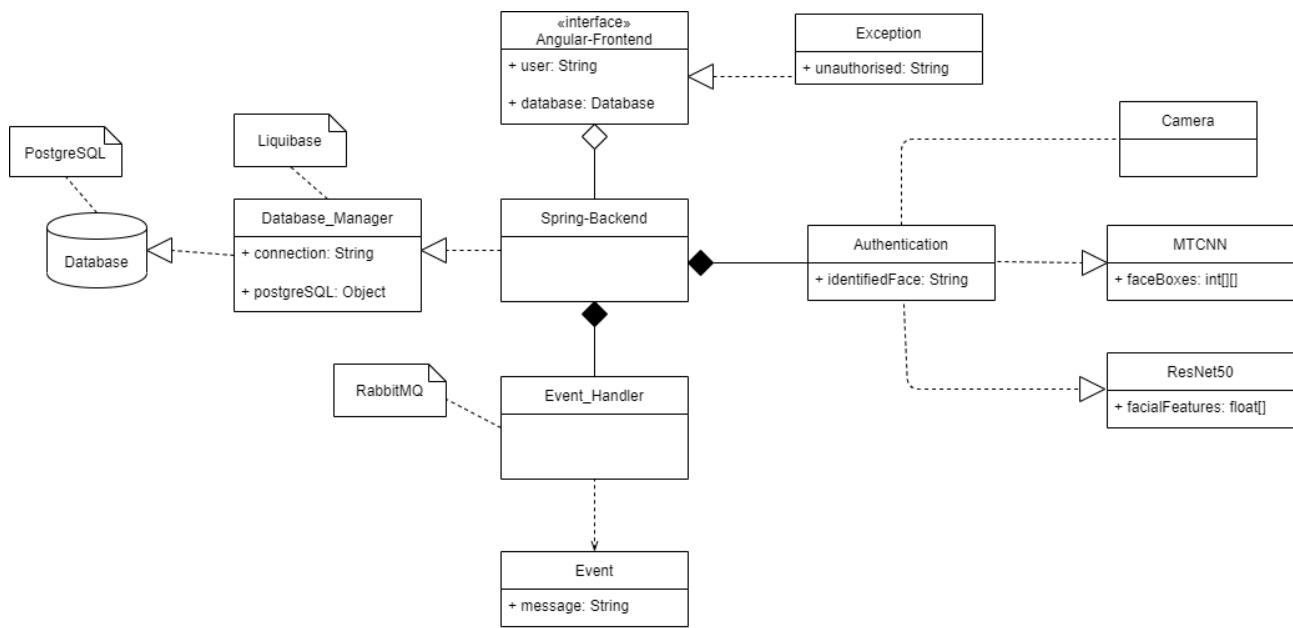 «interface»
Angular-Frontend
+ user: String
+ database: Database
Exception
+ unauthorised: String
Camera
Liquibase
PostgreSQL
Database_Manager
+ connection: String
+ postgreSQL: Object
Database
Spring-Backend
Authentication
+ identifiedFace: String
MTCNN
+ faceBoxes: int[][]
ResNet50
+ facialFeatures: float[]
RabbitMQ
Event_Handler
Event
+ message: String